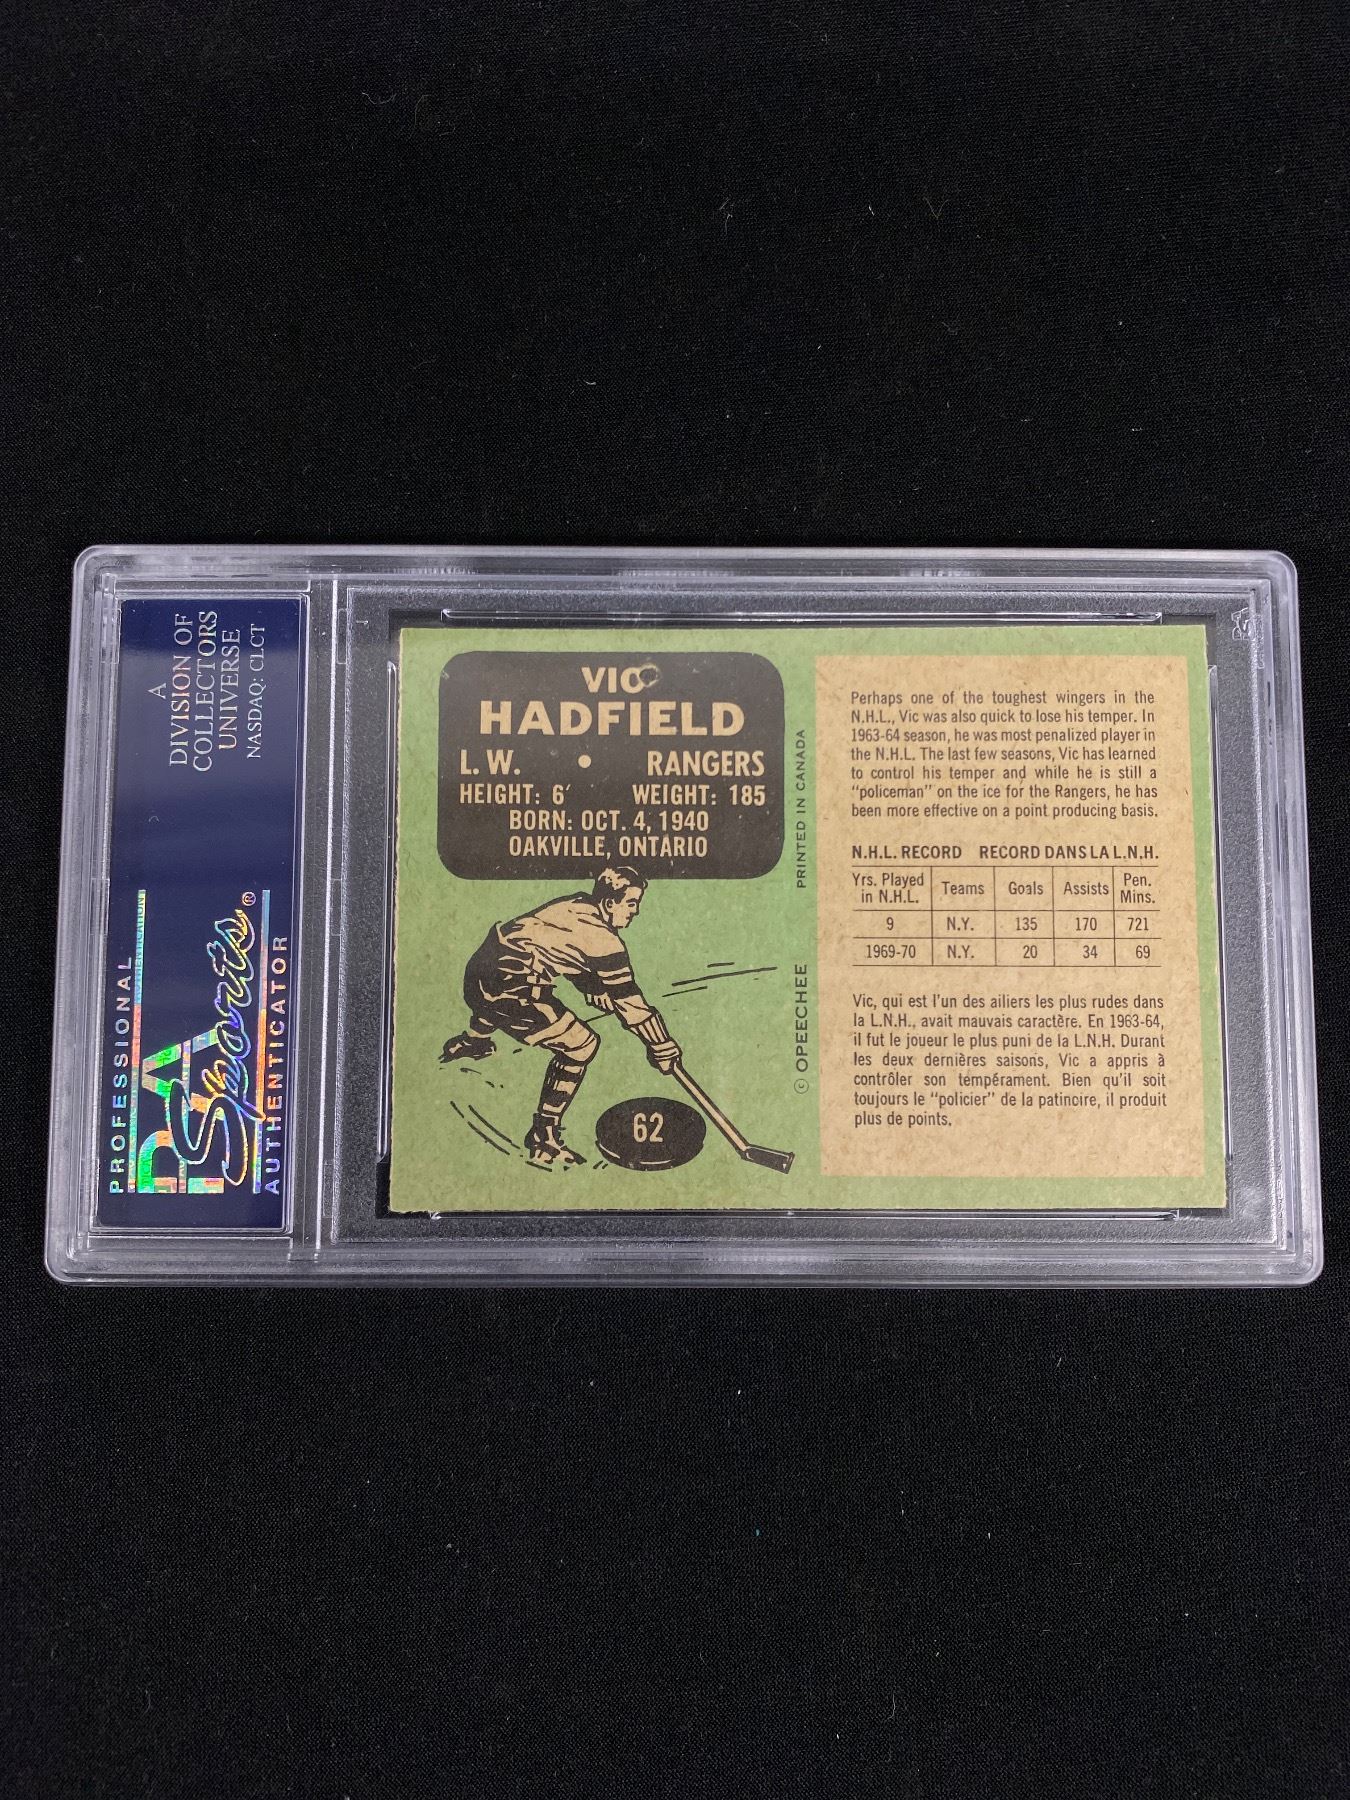 A
DIVISION OF
COLLECTORS
UNIVERSE
NASDAQ: CLCT
PROFESSIONAL
PSA
Sports®
AUTHENTICATOR
VIC
HADFIELD
L. W. • RANGERS
HEIGHT: 6' WEIGHT: 185
BORN: OCT. 4, 1940
OAKVILLE, ONTARIO
62
© OPEECHEE PRINTED IN CANADA
Perhaps one of the toughest wingers in the
N.H.L., Vic was also quick to lose his temper. In
1963-64 season, he was most penalized player in
the N.H.L. The last few seasons, Vic has learned
to control his temper and while he is still a
"policeman" on the ice for the Rangers, he has
been more effective on a point producing basis.
N.H.L. RECORD RECORD DANS LA L.N.H.
Yrs. Played in N.H.L. Teams Goals Assists Pen. Mins.
9 N.Y. 135 170 721
1969-70 N.Y. 20 34 69
Vic, qui est l'un des ailiers les plus rudes dans
la L.N.H., avait mauvais caractère. En 1963-64,
il fut le joueur le plus puni de la L.N.H. Durant
les deux dernières saisons, Vic a appris à
contrôler son tempérament. Bien qu'il soit
toujours le "policier" de la patinoire, il produit
plus de points.